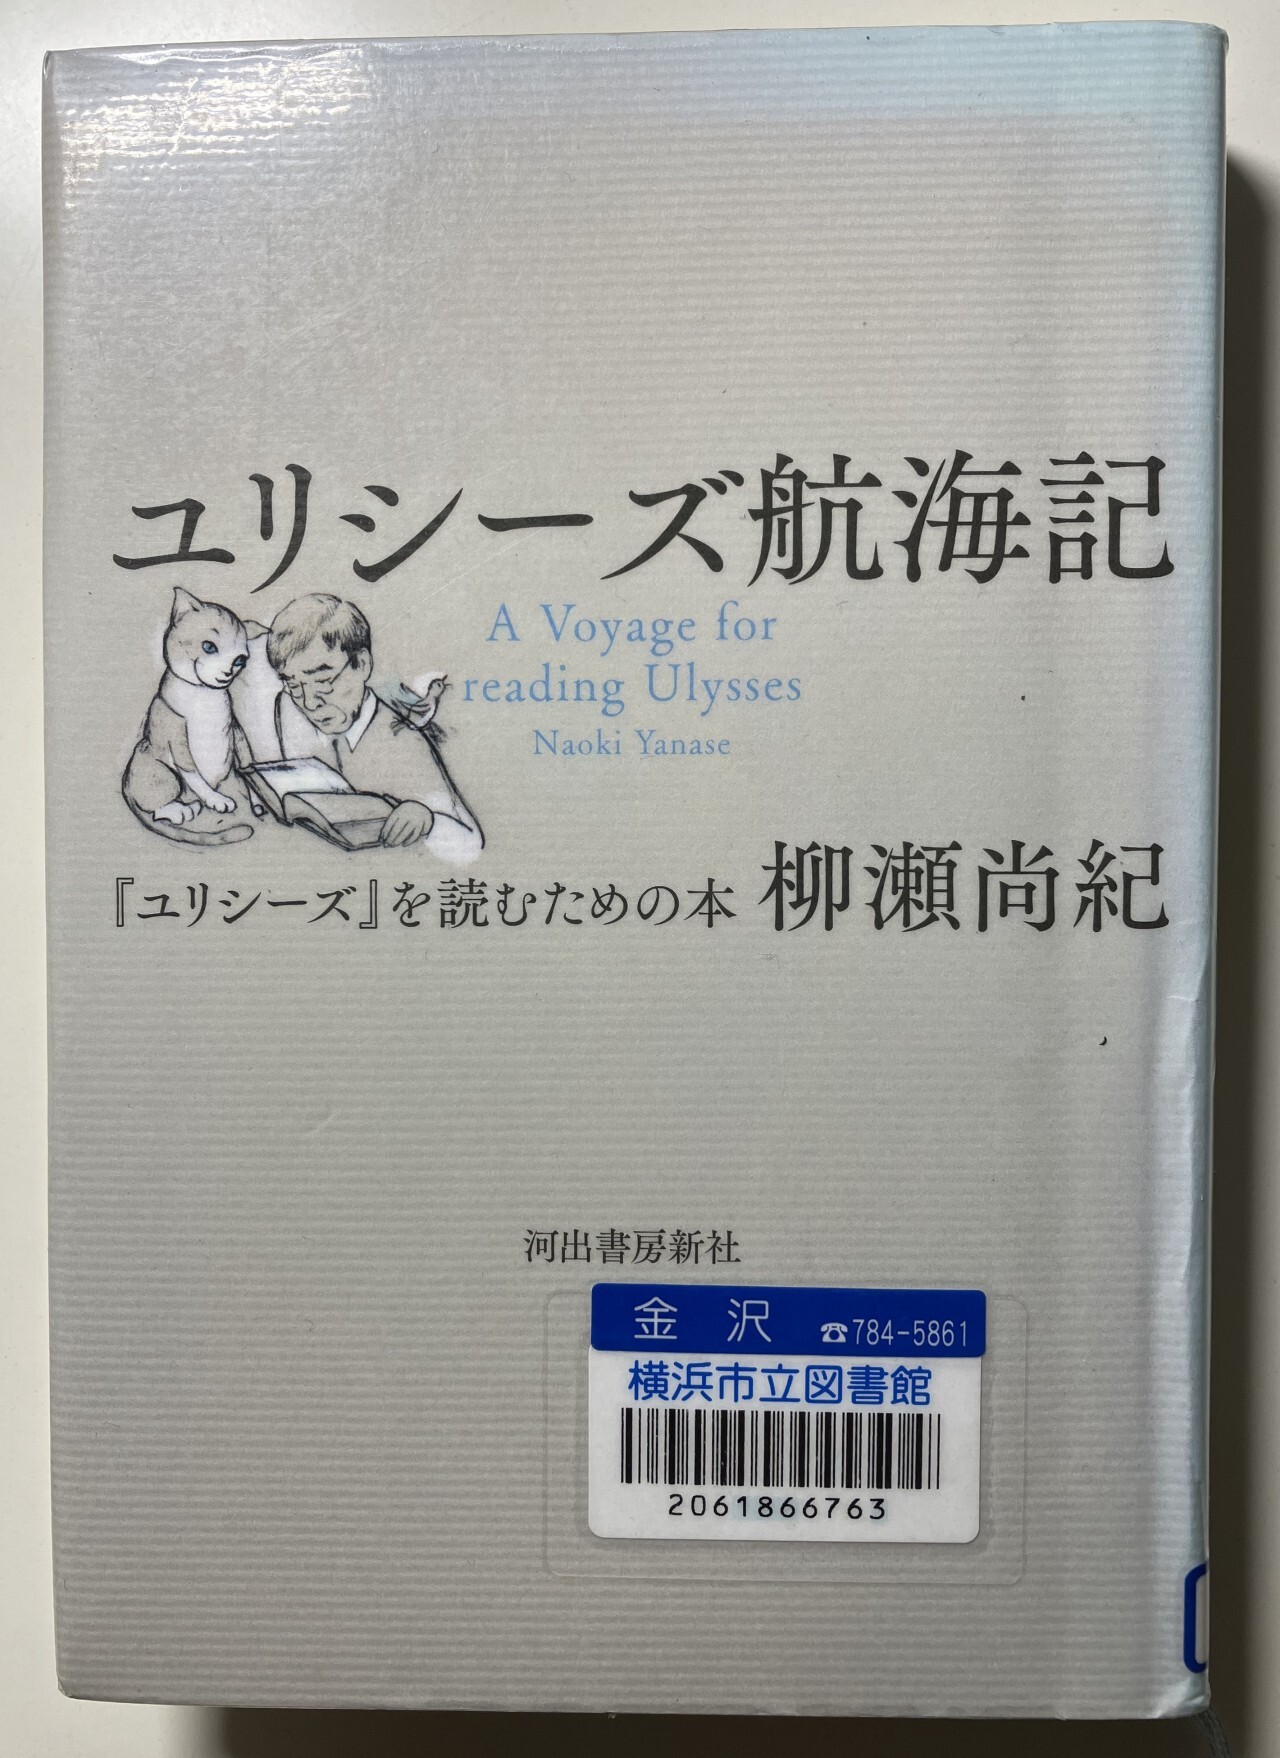 ユリシーズ航海記
A Voyage for
reading Ulysses
Naoki Yanase
『ユリシーズ』を読むための本 柳瀬尚紀
河出書房新社
金沢 ☎784-5861
横浜市立図書館
2061866763